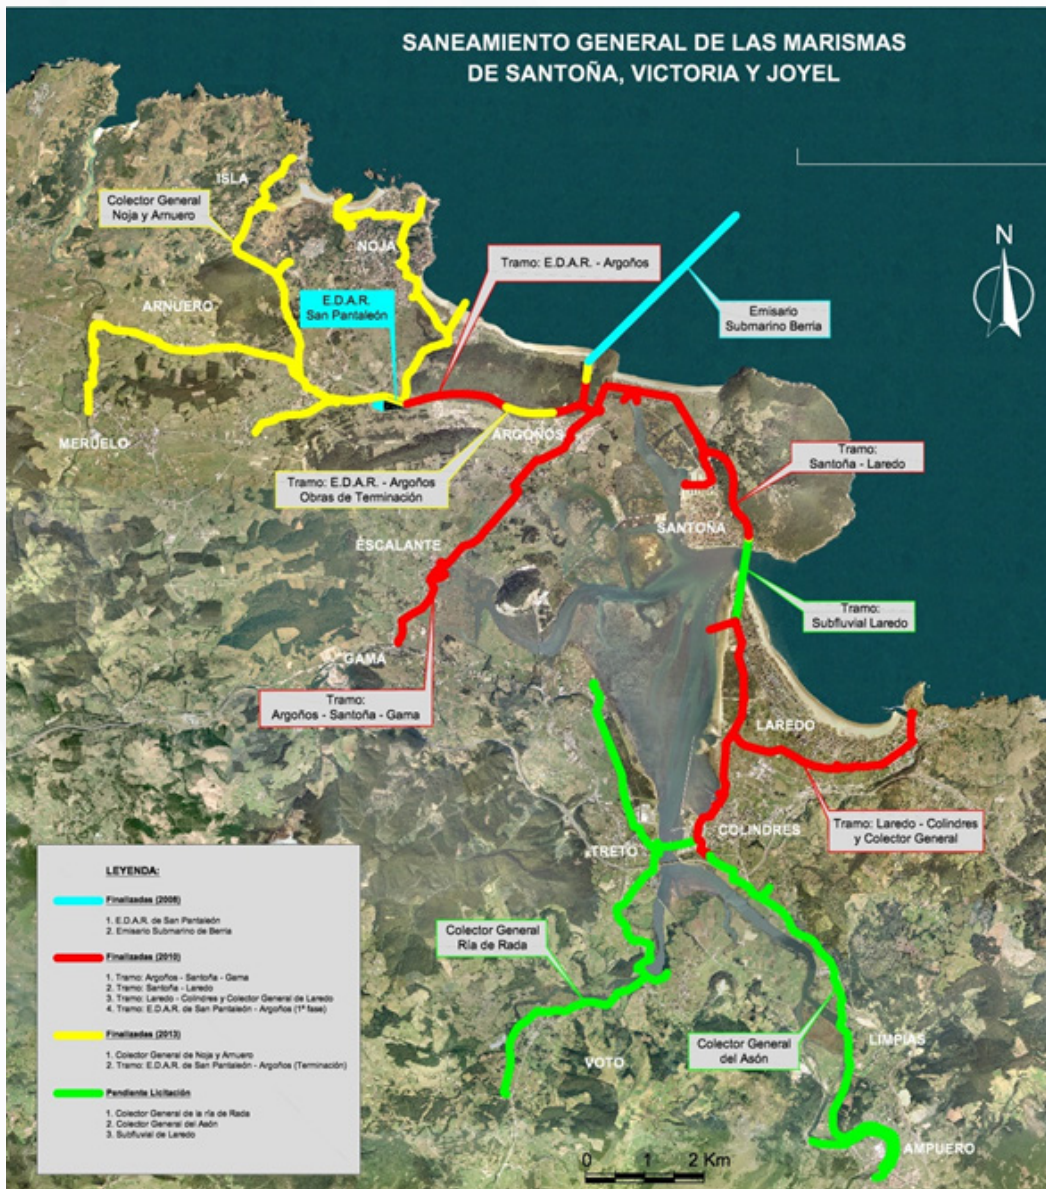 SANEAMIENTO GENERAL DE LAS MARISMAS
DE SANTOÑA, VICTORIA Y JOYEL
ISLA
Colector General
Noja y Arnuero
NOJA
N
Tramo: E.D.A.R. - Argoños
E.D.A.R.
San Pantaleón
Emisario
Submarino Berria
ARNUERO
MERUELO
ARGOÑOS
Tramo:
Santoña - Laredo
Tramo: E.D.A.R. - Argoños
Obras de Terminación
SANTOÑA
ESCALANTE
Tramo:
Subfluvial Laredo
GAMA
Tramo:
Argoños - Santoña - Gama
LAREDO
COLINDRES
Tramo: Laredo - Colindres
y Colector General
TRETO
LEYENDA:
Finalizadas (2006)
1. E.D.A.R. de San Pantaleón
2. Emisario Submarino de Berria
Finalizadas (2010)
1. Tramo: Argoños - Santoña - Gama
2. Tramo: Santoña - Laredo
3. Tramo: Laredo - Colindres y Colector General de Laredo
4. Tramo: E.D.A.R. de San Pantaleón - Argoños (1ª fase)
Finalizadas (2013)
1. Colector General de Noja y Arnuero
2. Tramo: E.D.A.R. de San Pantaleón - Argoños (Terminación)
Pendiente Licitación
1. Colector General de la ría de Rada
2. Colector General del Asón
3. Subfluvial de Laredo
Colector General
Ría de Rada
Colector General
del Asón
LIMPIAS
VOTO
AMPUERO
0 1 2 Km